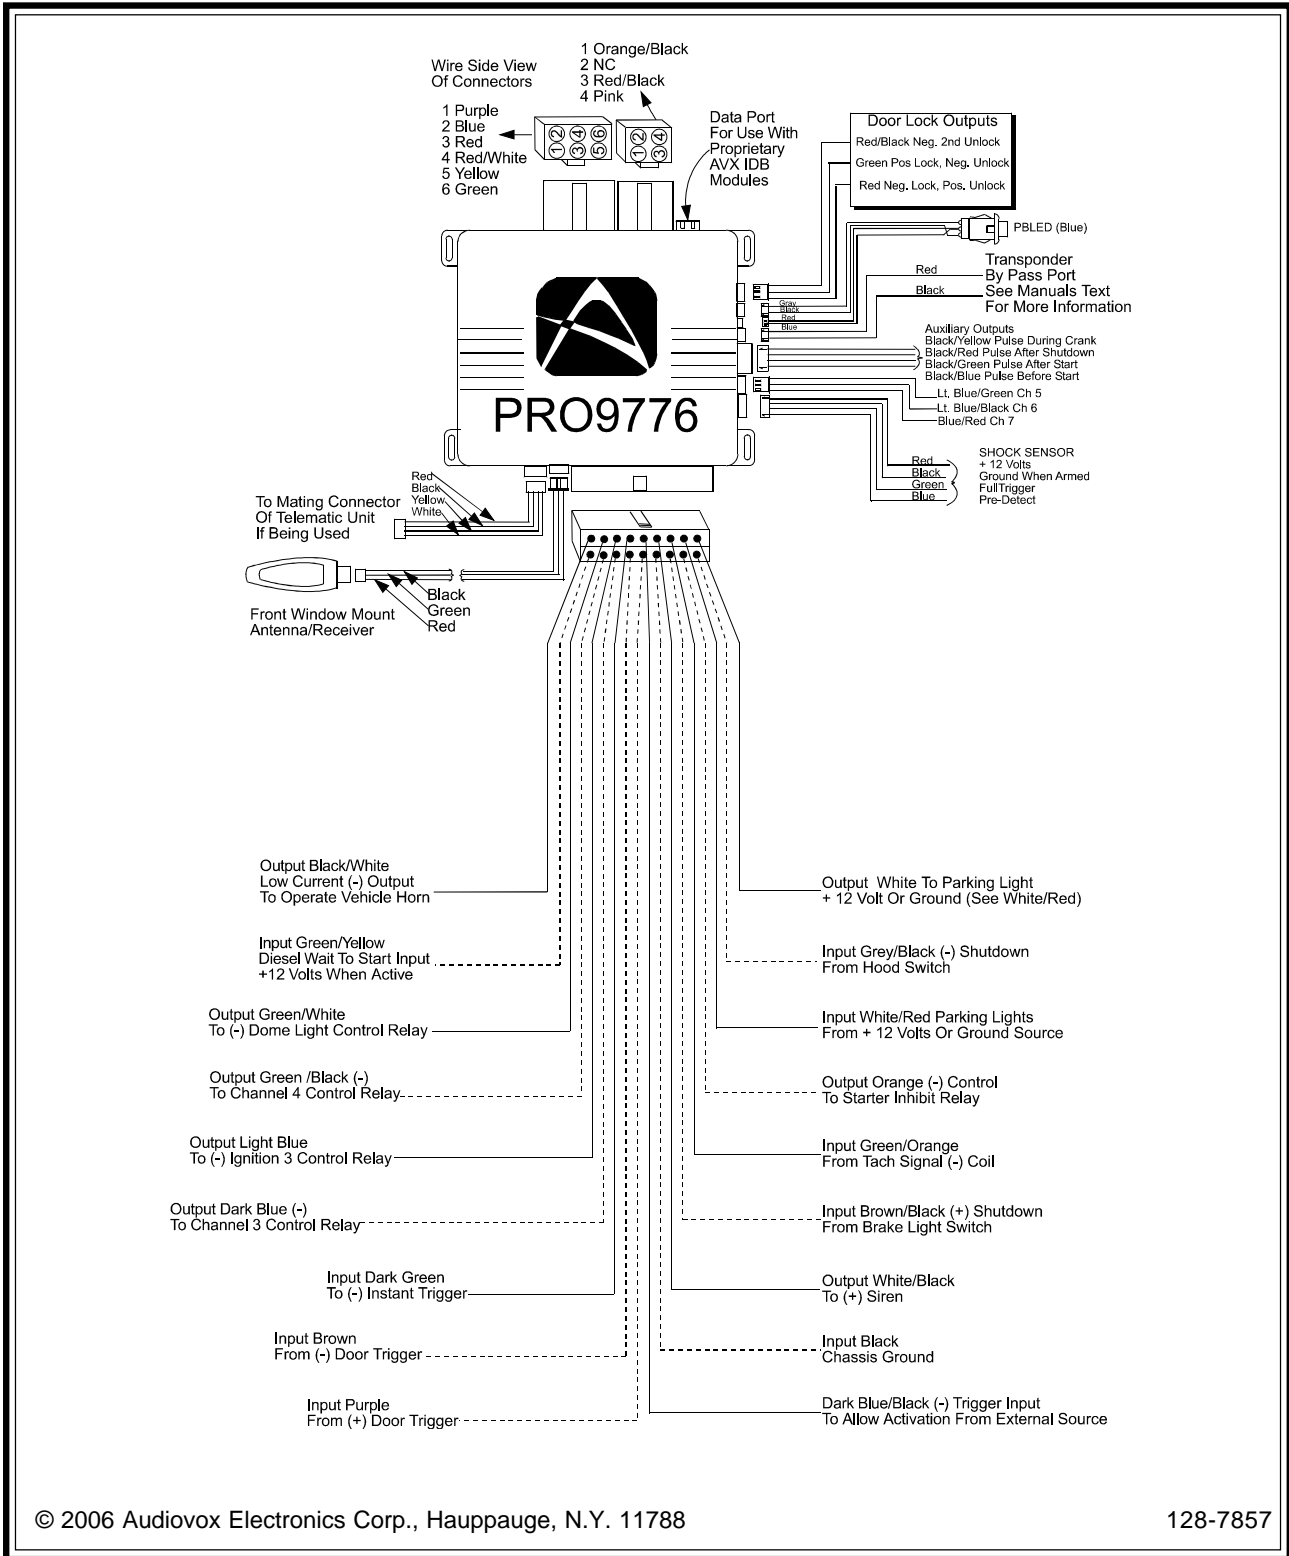 Wire Side View
Of Connectors
1 Purple
2 Blue
3 Red
4 Red/White
5 Yellow
6 Green
1 Orange/Black
2 NC
3 Red/Black
4 Pink
1 2 3 4 5 6
1 2 3 4
Data Port
For Use With
Proprietary
AVX IDB
Modules
Door Lock Outputs
Red/Black Neg. 2nd Unlock
Green Pos Lock, Neg. Unlock
Red Neg. Lock, Pos. Unlock
PBLED (Blue)
Red
Black
Transponder
By Pass Port
See Manuals Text
For More Information
Gray
Black
Red
Blue
Auxiliary Outputs
Black/Yellow Pulse During Crank
Black/Red Pulse After Shutdown
Black/Green Pulse After Start
Black/Blue Pulse Before Start
Lt. Blue/Green Ch 5
Lt. Blue/Black Ch 6
Blue/Red Ch 7
Red
Black
Green
Blue
SHOCK SENSOR
+ 12 Volts
Ground When Armed
FullTrigger
Pre-Detect
PRO9776
Red
Black
Yellow
White
To Mating Connector
Of Telematic Unit
If Being Used
Black
Green
Red
Front Window Mount
Antenna/Receiver
Output Black/White
Low Current (-) Output
To Operate Vehicle Horn
Input Green/Yellow
Diesel Wait To Start Input
+12 Volts When Active
Output Green/White
To (-) Dome Light Control Relay
Output Green /Black (-)
To Channel 4 Control Relay
Output Light Blue
To (-) Ignition 3 Control Relay
Output Dark Blue (-)
To Channel 3 Control Relay
Input Dark Green
To (-) Instant Trigger
Input Brown
From (-) Door Trigger
Input Purple
From (+) Door Trigger
Output White To Parking Light
+ 12 Volt Or Ground (See White/Red)
Input Grey/Black (-) Shutdown
From Hood Switch
Input White/Red Parking Lights
From + 12 Volts Or Ground Source
Output Orange (-) Control
To Starter Inhibit Relay
Input Green/Orange
From Tach Signal (-) Coil
Input Brown/Black (+) Shutdown
From Brake Light Switch
Output White/Black
To (+) Siren
Input Black
Chassis Ground
Dark Blue/Black (-) Trigger Input
To Allow Activation From External Source
© 2006 Audiovox Electronics Corp., Hauppauge, N.Y. 11788
128-7857